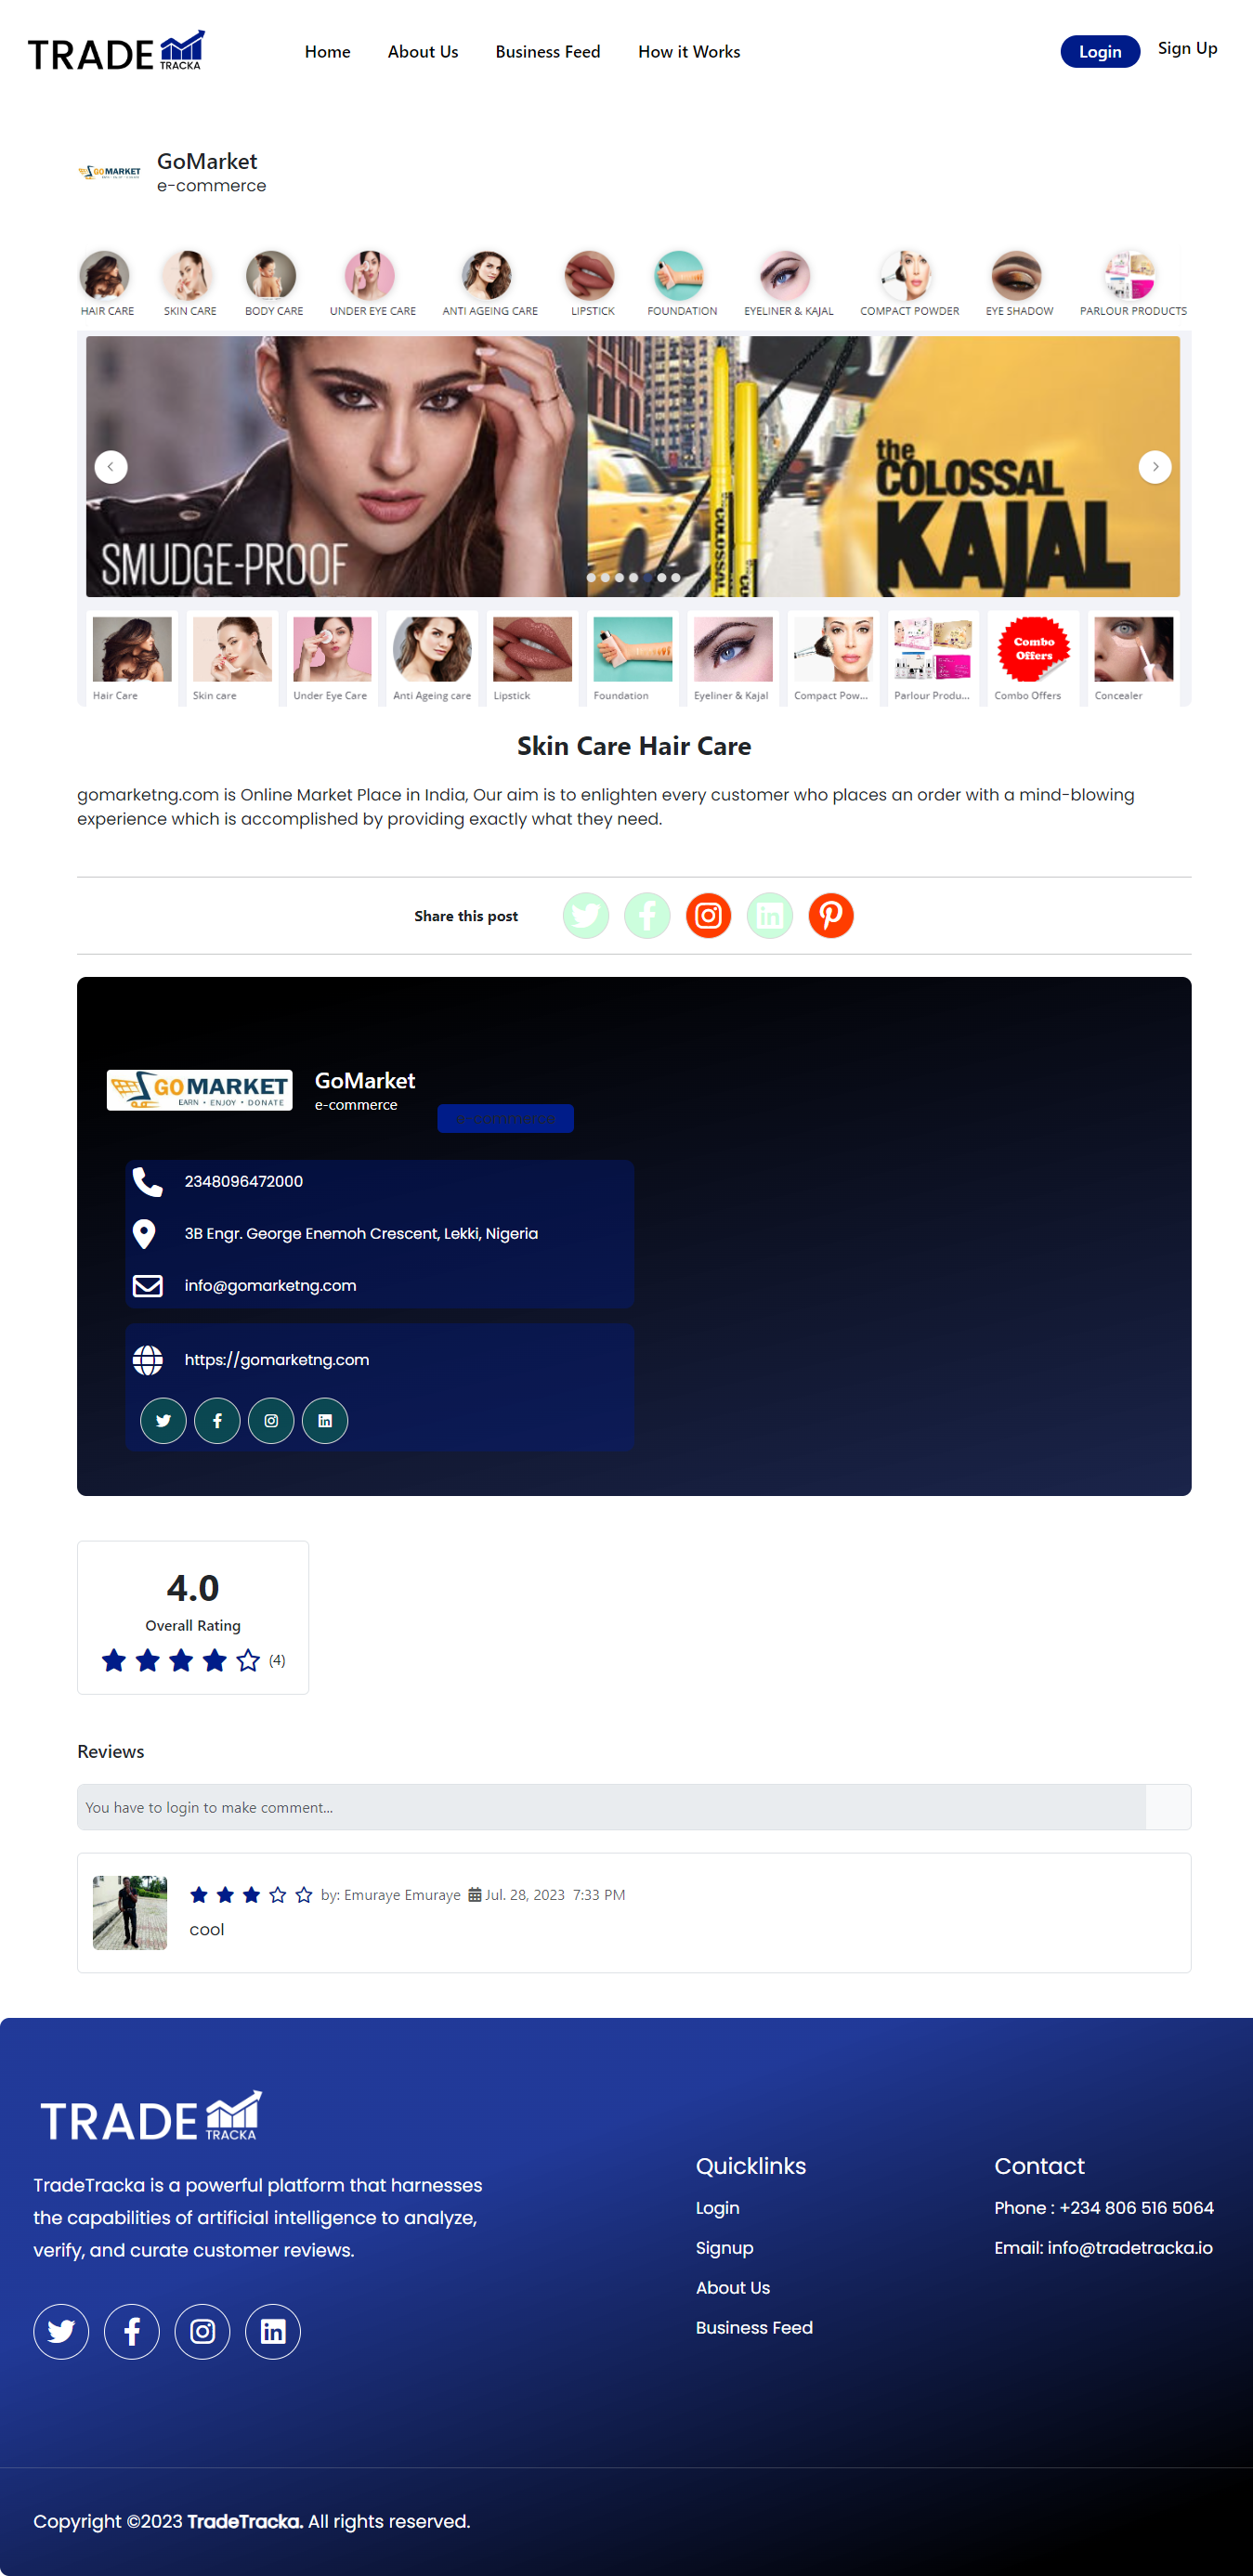 TRADE
TRACKA
Home
About Us
Business Feed
How it Works
Login
Sign Up
GO MARKET
GoMarket
e-commerce
HAIR CARE
SKIN CARE
BODY CARE
UNDER EYE CARE
ANTI AGEING CARE
LIPSTICK
FOUNDATION
EYELINER & KAJAL
COMPACT POWDER
EYE SHADOW
PARLOUR PRODUCTS
SMUDGE-PROOF
COLOSSAL
the
COLOSSAL
KAJAL
Hair Care
Skin care
Under Eye Care
Anti Ageing care
Lipstick
Foundation
Eyeliner & Kajal
Compact Pow...
Parlour Produ...
Combo
Offers
Combo Offers
Concealer
Skin Care Hair Care
gomarketng.com is Online Market Place in India, Our aim is to enlighten every customer who places an order with a mind-blowing
experience which is accomplished by providing exactly what they need.
Share this post
GO MARKET
EARN • ENJOY • DONATE
GoMarket
e-commerce
e-commerce
2348096472000
3B Engr. George Enemoh Crescent, Lekki, Nigeria
info@gomarketng.com
https://gomarketng.com
4.0
Overall Rating
(4)
Reviews
You have to login to make comment...
by: Emuraye Emuraye Jul. 28, 2023 7:33 PM
cool
TRADE
TRACKA
TradeTracka is a powerful platform that harnesses
the capabilities of artificial intelligence to analyze,
verify, and curate customer reviews.
Quicklinks
Login
Signup
About Us
Business Feed
Contact
Phone : +234 806 516 5064
Email: info@tradetracka.io
Copyright ©2023 TradeTracka. All rights reserved.